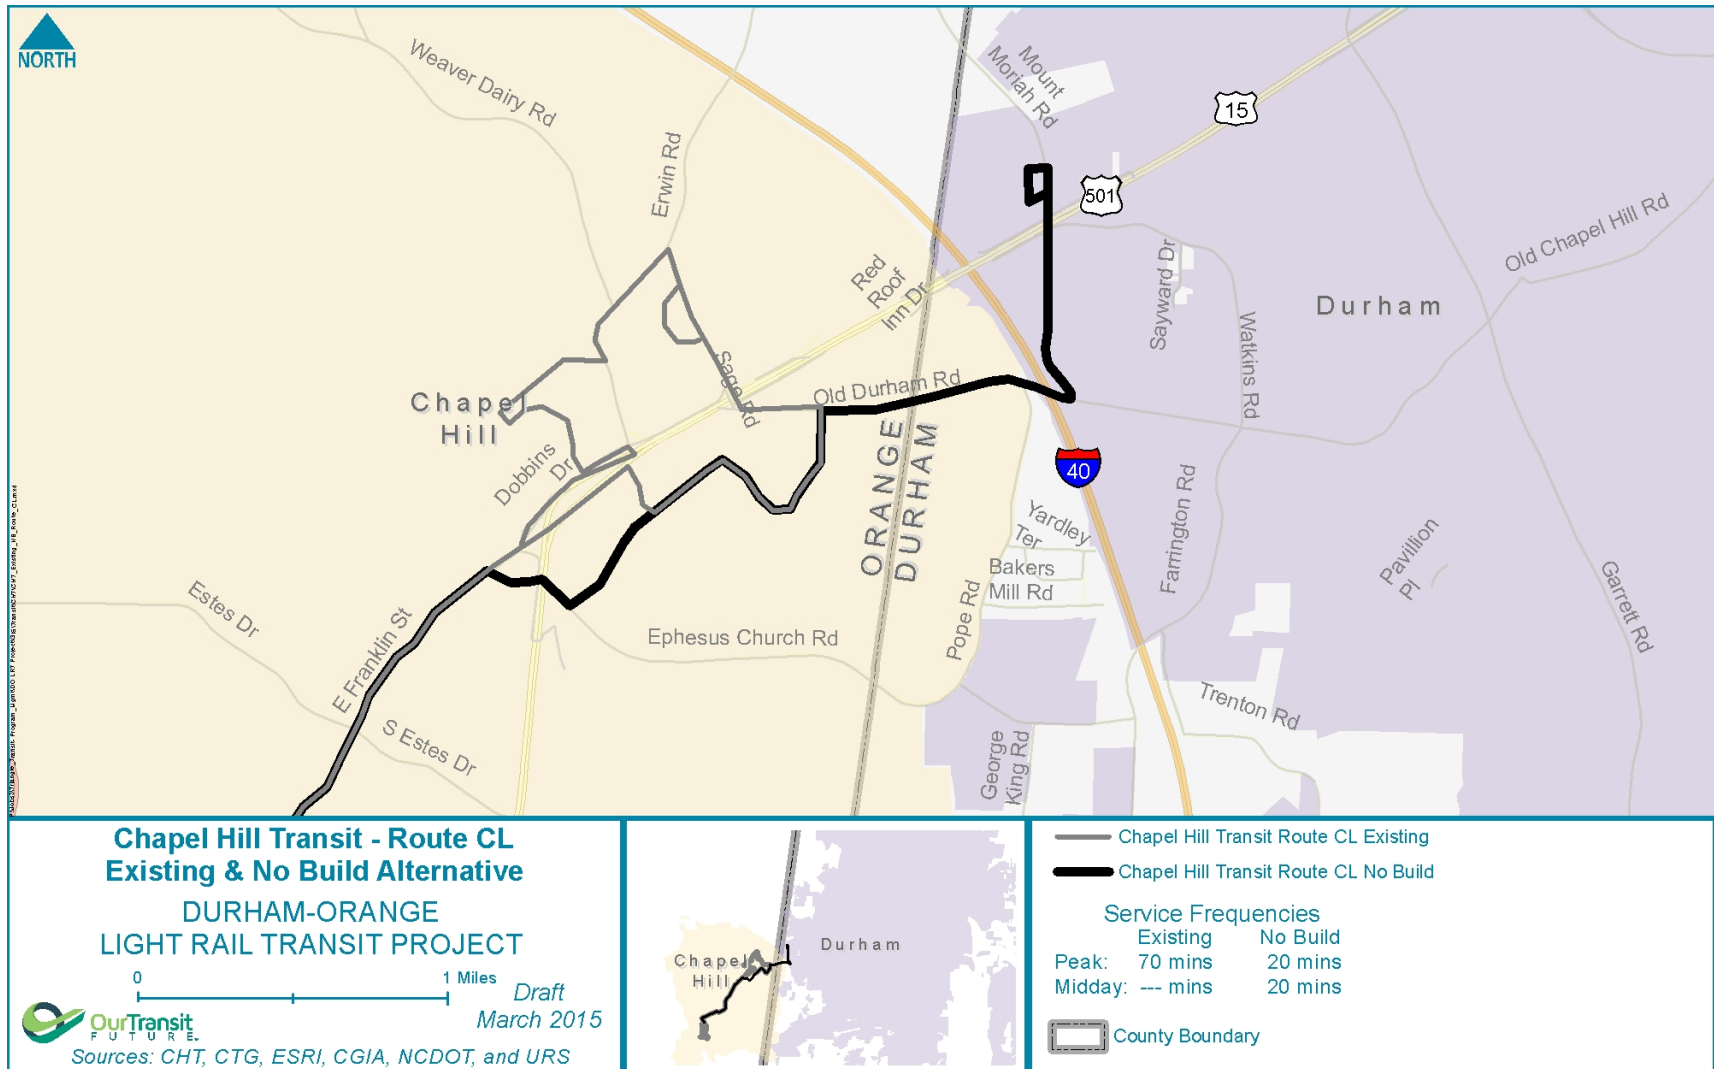 NORTH
Weaver Dairy Rd
Erwin Rd
Mount
Moriah Rd
15
501
Old Chapel Hill Rd
Sayward Dr
Red
Roof
Inn Dr
Durham
Watkins Rd
Sage Rd
Old Durham Rd
Chapel
Hill
Dobbins
Dr
ORANGE
DURHAM
40
Farrington Rd
Yardley
Ter
Bakers
Mill Rd
Pavillion
Pl
Garrett Rd
Estes Dr
E Franklin St
Ephesus Church Rd
Pope Rd
S Estes Dr
Trenton Rd
George
King Rd
Chapel Hill Transit - Route CL
Existing & No Build Alternative
DURHAM-ORANGE
LIGHT RAIL TRANSIT PROJECT
0 1 Miles
Draft
March 2015
OurTransit
FUTURE
Sources: CHT, CTG, ESRI, CGIA, NCDOT, and URS
Durham
Chapel
Hill
Chapel Hill Transit Route CL Existing
Chapel Hill Transit Route CL No Build
Service Frequencies
Existing No Build
Peak: 70 mins 20 mins
Midday: --- mins 20 mins
County Boundary